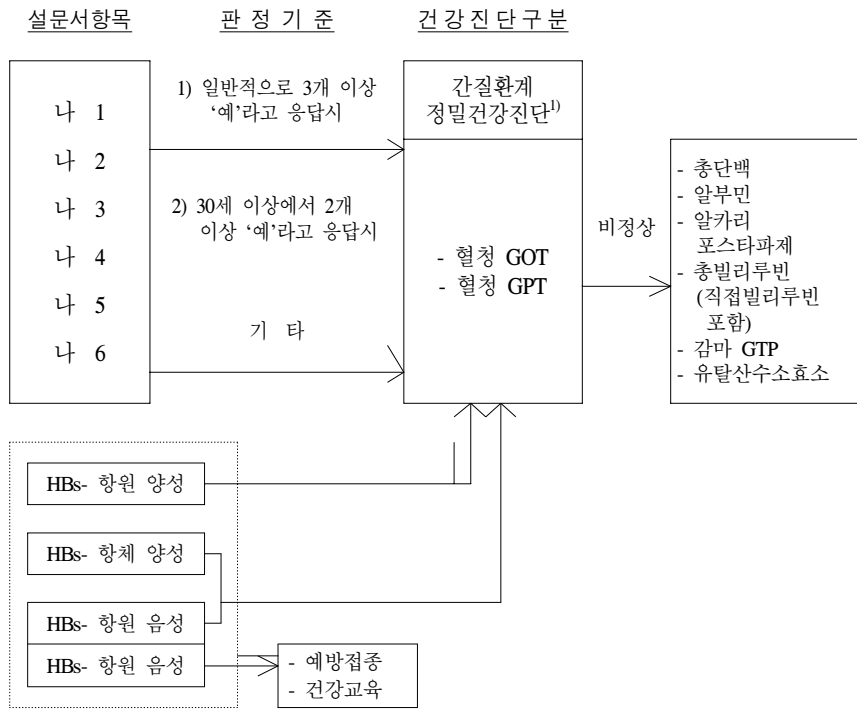 설문서항목
판 정 기 준
건강진단구분
나 1
나 2
나 3
나 4
나 5
나 6
1) 일반적으로 3개 이상
‘예’라고 응답시
2) 30세 이상에서 2개
이상 ‘예’라고 응답시
기 타
간질환계
정밀건강진단1)
- 혈청 GOT
- 혈청 GPT
비정상
- 총단백
- 알부민
- 알카리
포스타파제
- 총빌리루빈
(직접빌리루빈
포함)
- 감마 GTP
- 유탈산수소효소
HBs- 항원 양성
HBs- 항체 양성
HBs- 항원 음성
HBs- 항원 음성
- 예방접종
- 건강교육